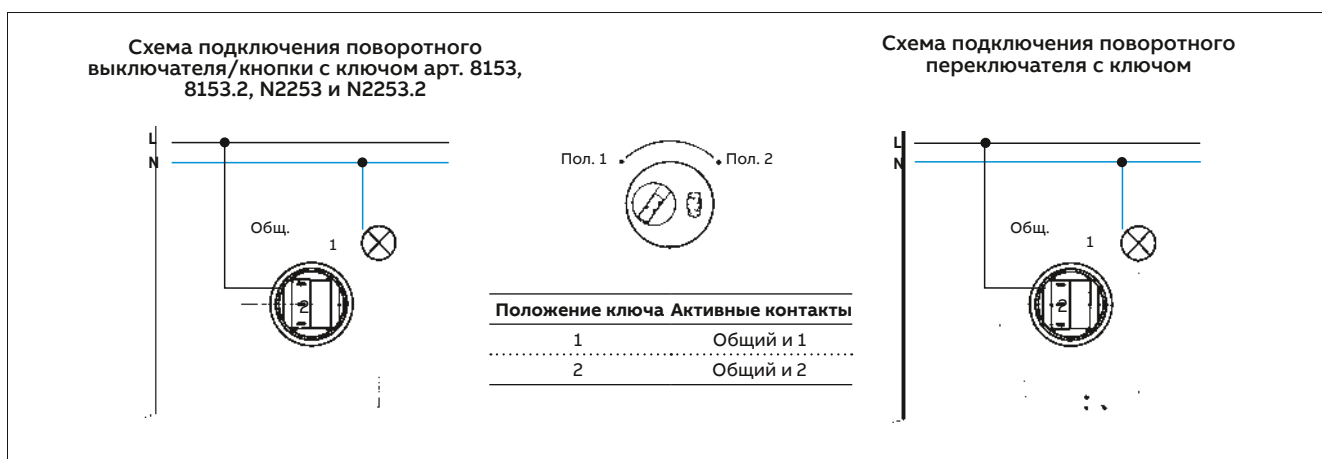 Схема подключения поворотного
выключателя/кнопки с ключом арт. 8153,
8153.2, N2253 и N2253.2
L
N
Общ.
1
2
Пол. 1
Пол. 2
Положение ключа Активные контакты
1 Общий и 1
2 Общий и 2
Схема подключения поворотного
переключателя с ключом
L
N
Общ.
1
2